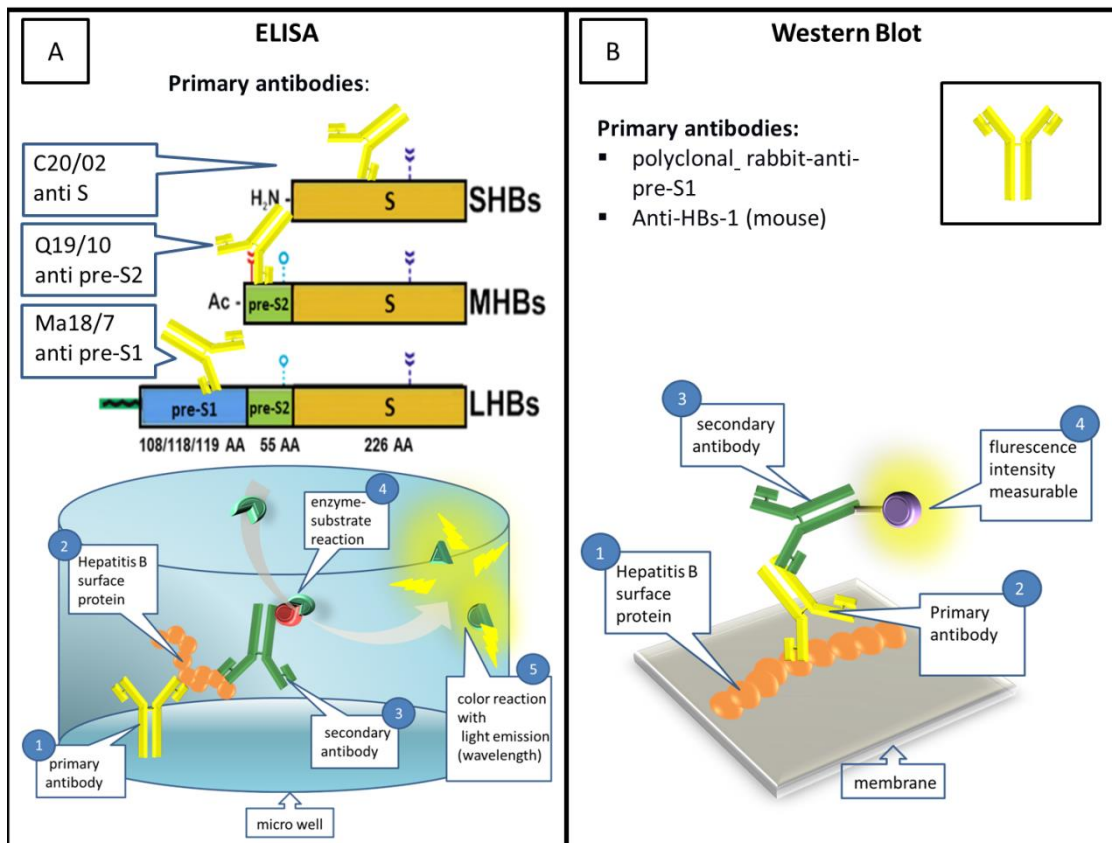 A
ELISA
Primary antibodies:
C20/02
anti S
H₂N -
S
SHBs
Q19/10
anti pre-S2
Ac -
pre-S2
S
MHBs
Ma18/7
anti pre-S1
pre-S1
pre-S2
S
LHBs
108/118/119 AA
55 AA
226 AA
2
Hepatitis B
surface
protein
4
enzyme-
substrate
reaction
1
primary
antibody
3
secondary
antibody
5
color reaction
with
light emission
(wavelength)
micro well
B
Western Blot
Primary antibodies:
▪ polyclonal_rabbit-anti-
pre-S1
▪ Anti-HBs-1 (mouse)
3
secondary
antibody
4
flurescence
intensity
measurable
1
Hepatitis B
surface
protein
2
Primary
antibody
membrane